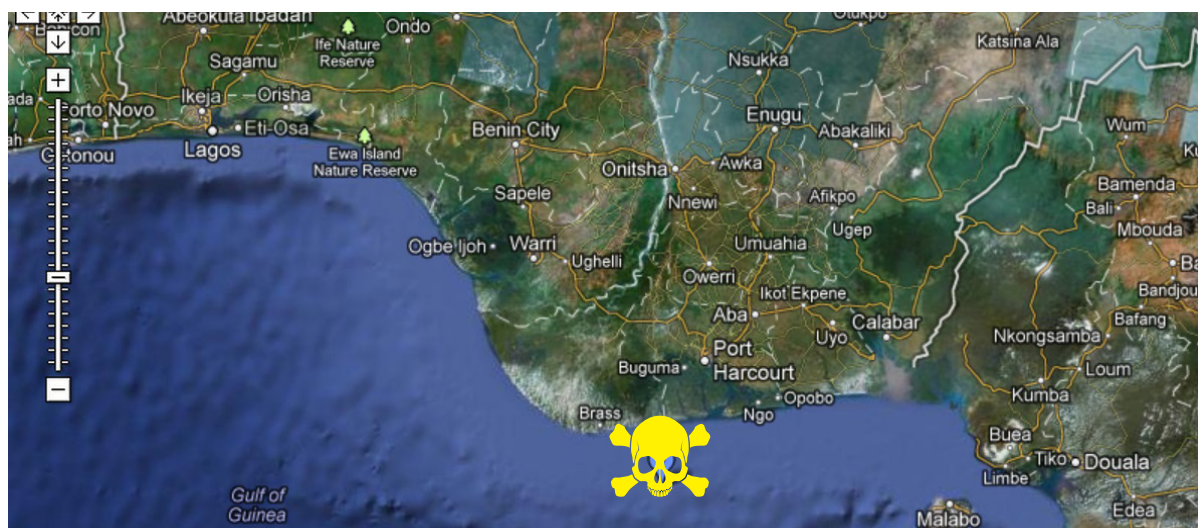 Abeokuta
Ibadan
Ondo
Otukpo
Katsina Ala
Ife Nature
Reserve
Nsukka
Sagamu
Ikeja
Orisha
Porto Novo
Enugu
Wum
Benin City
Abakaliki
Eti-Osa
Cotonou
Lagos
Ewa Island
Nature Reserve
Onitsha
Awka
Bamenda
Sapele
Nnewi
Afikpo
Bali
Ugep
Mbouda
Ogbe Ijoh
Warri
Umuahia
Ughelli
Owerri
Ikot Ekpene
Bandjou
Aba
Calabar
Bafang
Uyo
Nkongsamba
Port
Harcourt
Buguma
Loum
Kumba
Opobo
Ngo
Brass
Buea
Tiko
Douala
Limbe
Gulf of
Guinea
Malabo
Edea